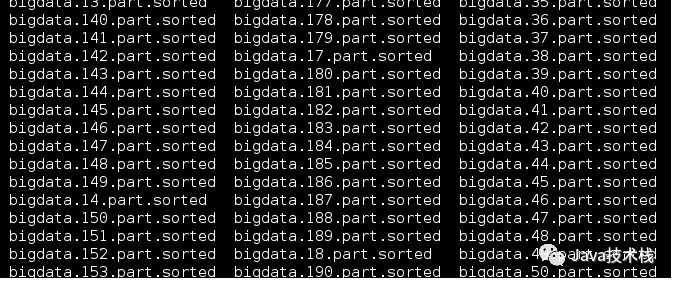 bigdata.13.part.sorted bigdata.177.part.sorted bigdata.35.part.sorted
bigdata.140.part.sorted bigdata.178.part.sorted bigdata.36.part.sorted
bigdata.141.part.sorted bigdata.179.part.sorted bigdata.37.part.sorted
bigdata.142.part.sorted bigdata.17.part.sorted bigdata.38.part.sorted
bigdata.143.part.sorted bigdata.180.part.sorted bigdata.39.part.sorted
bigdata.144.part.sorted bigdata.181.part.sorted bigdata.40.part.sorted
bigdata.145.part.sorted bigdata.182.part.sorted bigdata.41.part.sorted
bigdata.146.part.sorted bigdata.183.part.sorted bigdata.42.part.sorted
bigdata.147.part.sorted bigdata.184.part.sorted bigdata.43.part.sorted
bigdata.148.part.sorted bigdata.185.part.sorted bigdata.44.part.sorted
bigdata.149.part.sorted bigdata.186.part.sorted bigdata.45.part.sorted
bigdata.14.part.sorted bigdata.187.part.sorted bigdata.46.part.sorted
bigdata.150.part.sorted bigdata.188.part.sorted bigdata.47.part.sorted
bigdata.151.part.sorted bigdata.189.part.sorted bigdata.48.part.sorted
bigdata.152.part.sorted bigdata.18.part.sorted
Java技术栈
bigdata.153.part.sorted bigdata.190.part.sorted bigdata.50.part.sorted